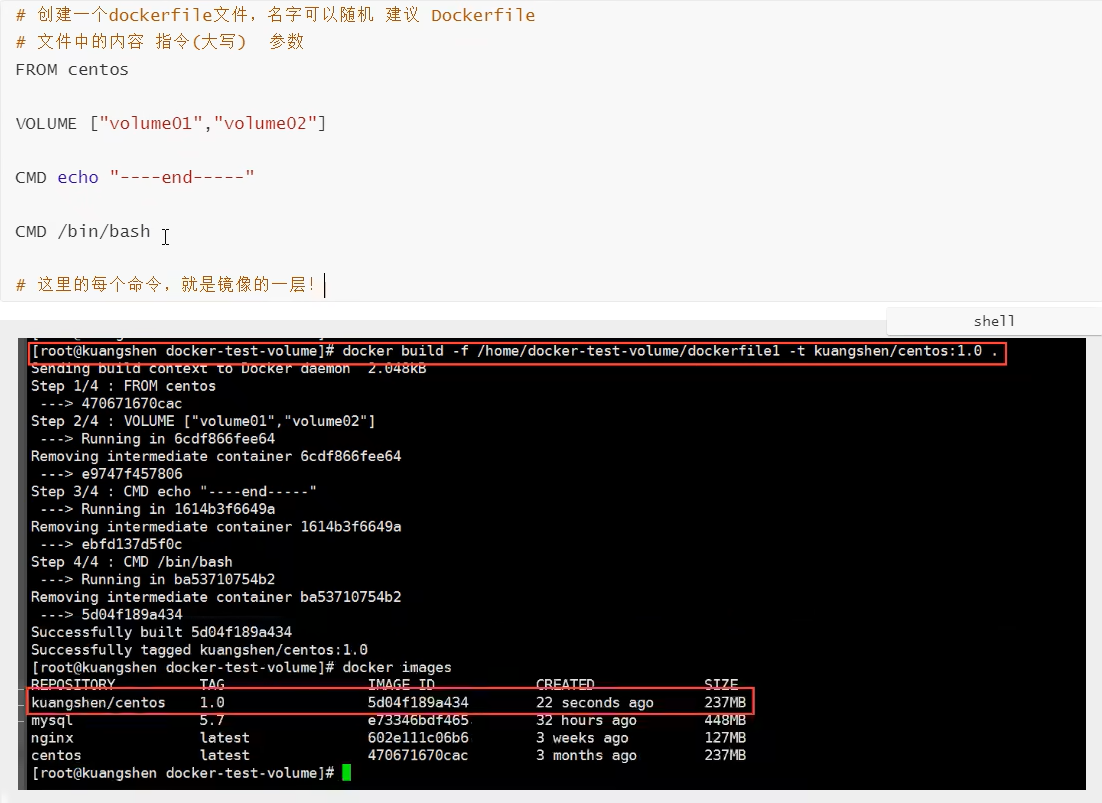 # 创建一个dockerfile文件，名字可以随机 建议 Dockerfile
# 文件中的内容 指令(大写)  参数
FROM centos
VOLUME ["volume01","volume02"]
CMD echo "----end-----"
CMD /bin/bash
# 这里的每个命令，就是镜像的一层！
shell
[root@kuangshen docker-test-volume]# docker build -f /home/docker-test-volume/dockerfile1 -t kuangshen/centos:1.0 .
Sending build context to Docker daemon  2.048kB
Step 1/4 : FROM centos
 ---> 470671670cac
Step 2/4 : VOLUME ["volume01","volume02"]
 ---> Running in 6cdf866fee64
Removing intermediate container 6cdf866fee64
 ---> e9747f457806
Step 3/4 : CMD echo "----end-----"
 ---> Running in 1614b3f6649a
Removing intermediate container 1614b3f6649a
 ---> ebfd137d5f0c
Step 4/4 : CMD /bin/bash
 ---> Running in ba53710754b2
Removing intermediate container ba53710754b2
 ---> 5d04f189a434
Successfully built 5d04f189a434
Successfully tagged kuangshen/centos:1.0
[root@kuangshen docker-test-volume]# docker images
REPOSITORY          TAG                 IMAGE ID            CREATED             SIZE
kuangshen/centos    1.0                 5d04f189a434        22 seconds ago      237MB
mysql               5.7                 e73346bdf465        32 hours ago        448MB
nginx               latest              602e111c06b6        3 weeks ago         127MB
centos              latest              470671670cac        3 months ago        237MB
[root@kuangshen docker-test-volume]#